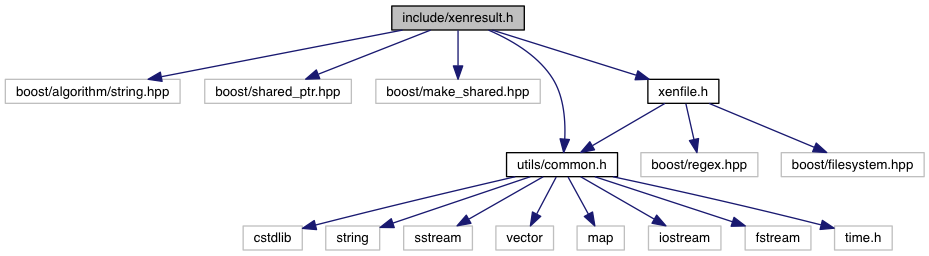 include/xenresult.h
boost/algorithm/string.hpp
boost/shared_ptr.hpp
boost/make_shared.hpp
xenfile.h
utils/common.h
boost/regex.hpp
boost/filesystem.hpp
cstdlib
string
sstream
vector
map
iostream
fstream
time.h